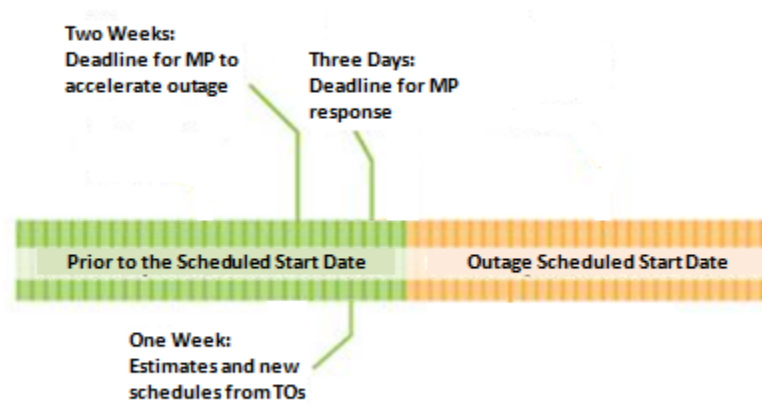 Two Weeks:
Deadline for MP to
accelerate outage
Three Days:
Deadline for MP
response
Prior to the Scheduled Start Date
Outage Scheduled Start Date
One Week:
Estimates and new
schedules from TOs